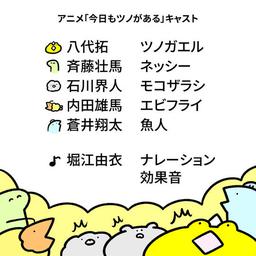 アニメ「今日もツノがある」キャスト
八代拓 ツノガエル
斉藤壮馬 ネッシー
石川界人 モコザラシ
内田雄馬 エビフライ
蒼井翔太 魚人
堀江由衣 ナレーション
効果音